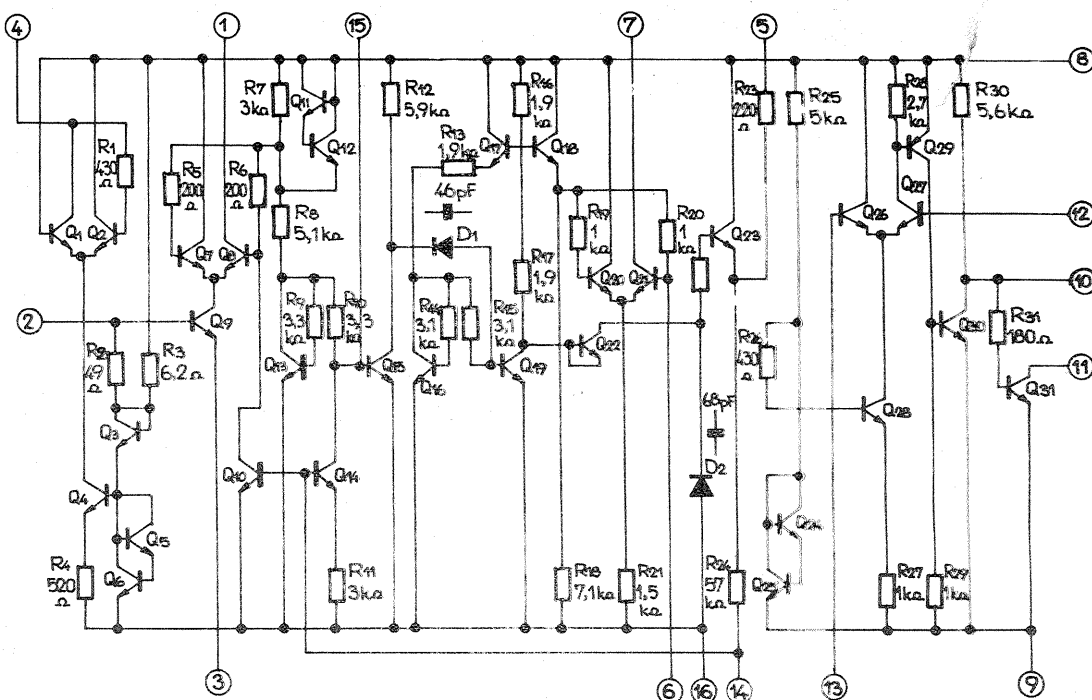 4
1
15
7
5
8
R1
430
Ω
Q1
Q2
R3
6,2Ω
R5
200
Ω
R6
200
Ω
Q7
Q8
R7
3kΩ
Q11
Q12
R8
5,1kΩ
R12
5,9kΩ
R13
1,9kΩ
46pF
D1
Q17
R16
1,9
kΩ
Q18
R17
1,9
kΩ
R19
1
kΩ
R20
1
kΩ
Q20
Q21
Q23
R23
220
Ω
R25
5kΩ
R28
2,7
kΩ
Q29
Q27
Q26
R30
5,6kΩ
12
10
2
Q9
R2
49
Ω
Q3
R9
3,3
kΩ
R10
3,3
kΩ
Q13
Q15
R14
3,1
kΩ
R15
3,1
kΩ
Q16
Q19
Q22
R26
430
Ω
Q28
Q30
R31
180Ω
11
Q31
68pF
D2
Q4
Q5
Q6
R4
520
Ω
Q10
Q14
R11
3kΩ
R18
7,1kΩ
R21
1,5
kΩ
R24
57
kΩ
Q24
Q25
R27
1kΩ
R29
1kΩ
3
6
16
14
13
9